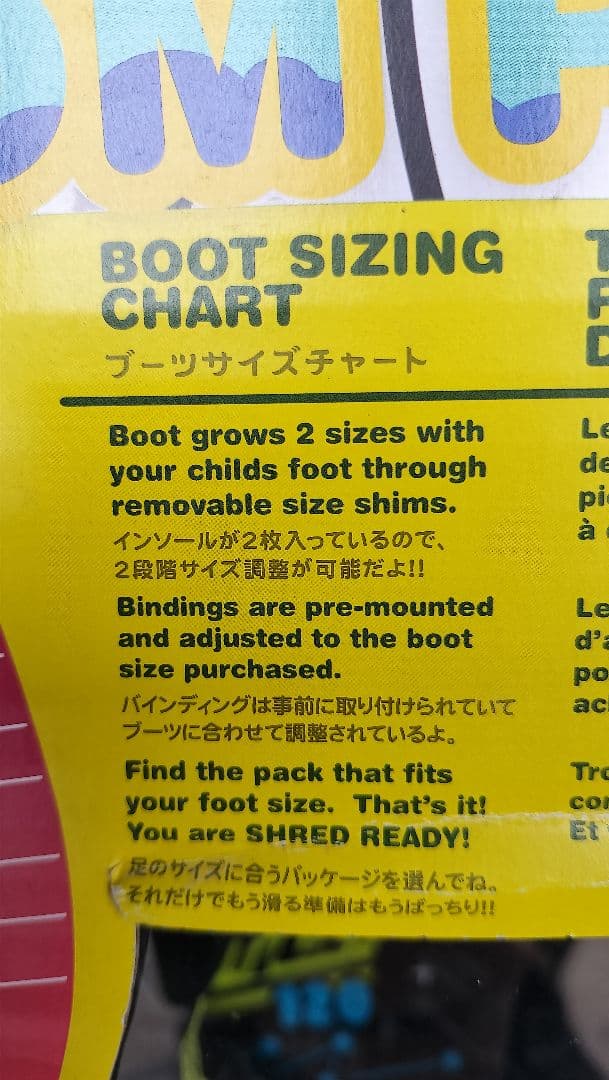 BOOT SIZING
CHART
ブーツサイズチャート
Boot grows 2 sizes with
your childs foot through
removable size shims.
インソールが2枚入っているので、
2段階サイズ調整が可能だよ!!
Bindings are pre-mounted
and adjusted to the boot
size purchased.
バインディングは事前に取り付けられていて
ブーツに合わせて調整されているよ。
Find the pack that fits
your foot size. That's it!
You are SHRED READY!
足のサイズに合うパッケージを選んでね。
それだけでもう滑る準備はもうばっちり!!
Le
de
à
Le
d'a
po
Et
120